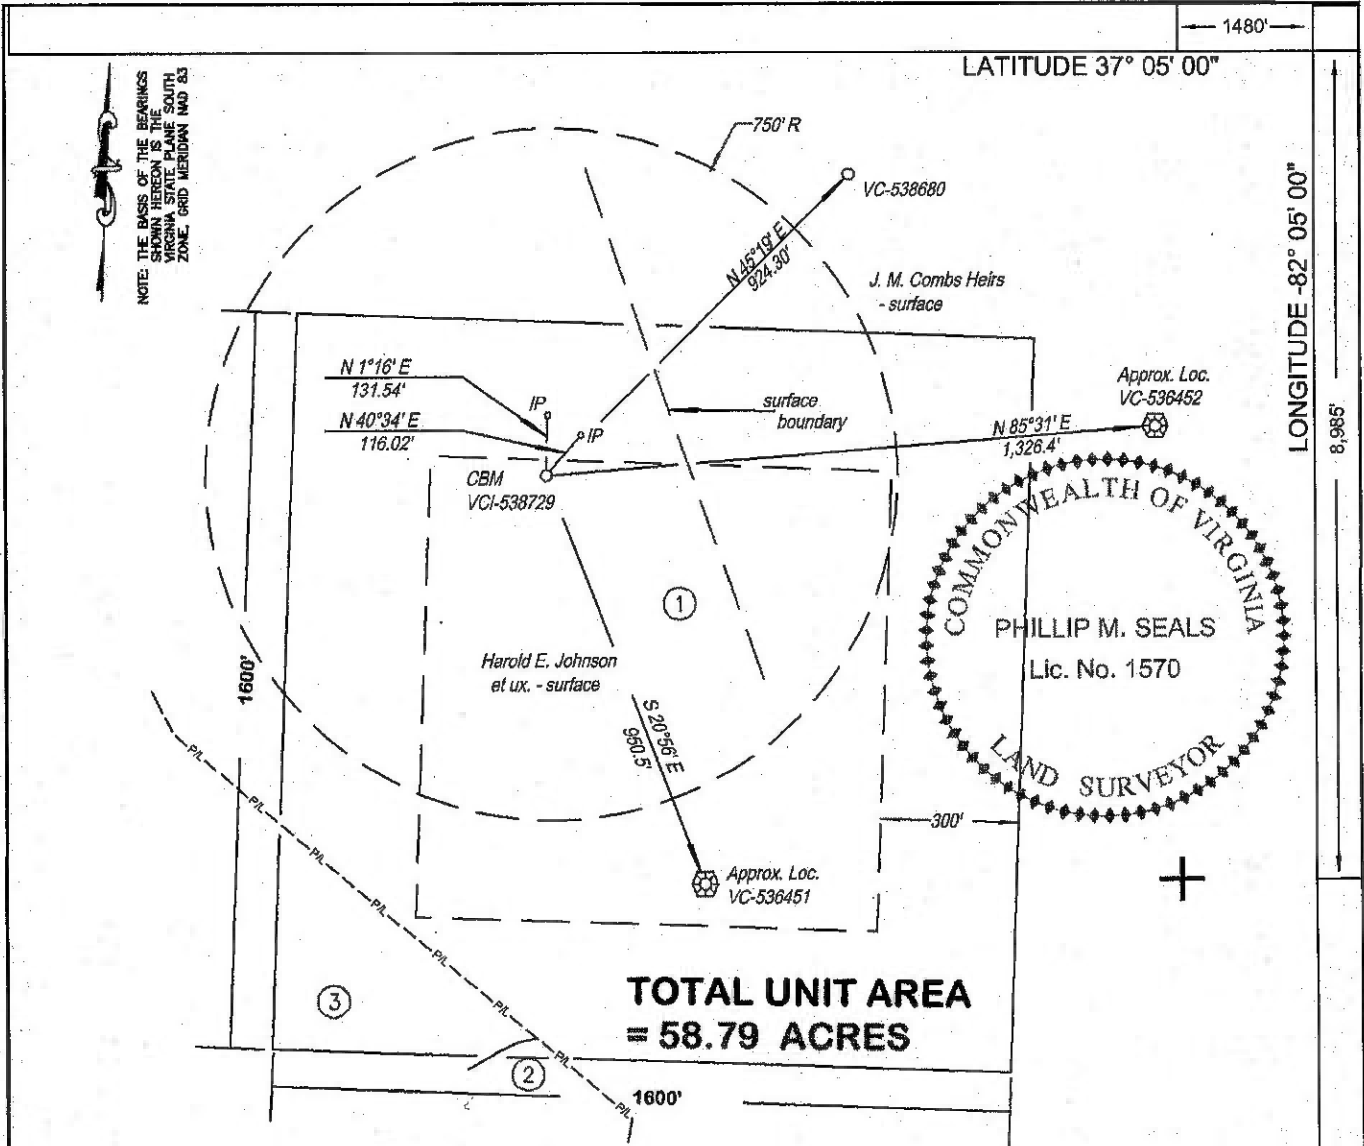 1480'
LATITUDE 37° 05' 00"
NOTE: THE BASIS OF THE BEARINGS
SHOWN HEREON IS THE
VIRGINIA STATE PLANE SOUTH
ZONE, GRID MERIDIAN NAD 83
750' R
VC-538680
N 45°19' E
924.30'
J. M. Combs Heirs
- surface
LONGITUDE -82° 05' 00"
8,985'
N 1°16' E
131.54'
IP
N 40°34' E
116.02'
IP
surface
boundary
Approx. Loc.
VC-536452
N 85°31' E
1,326.4'
CBM
VCI-538729
COMMONWEALTH OF VIRGINIA
PHILLIP M. SEALS
Lic. No. 1570
LAND SURVEYOR
1
Harold E. Johnson
et ux. - surface
1600'
S 20°56' E
950.5'
P/L
P/L
P/L
P/L
P/L
P/L
P/L
P/L
300'
Approx. Loc.
VC-536451
TOTAL UNIT AREA
= 58.79 ACRES
3
2
1600'